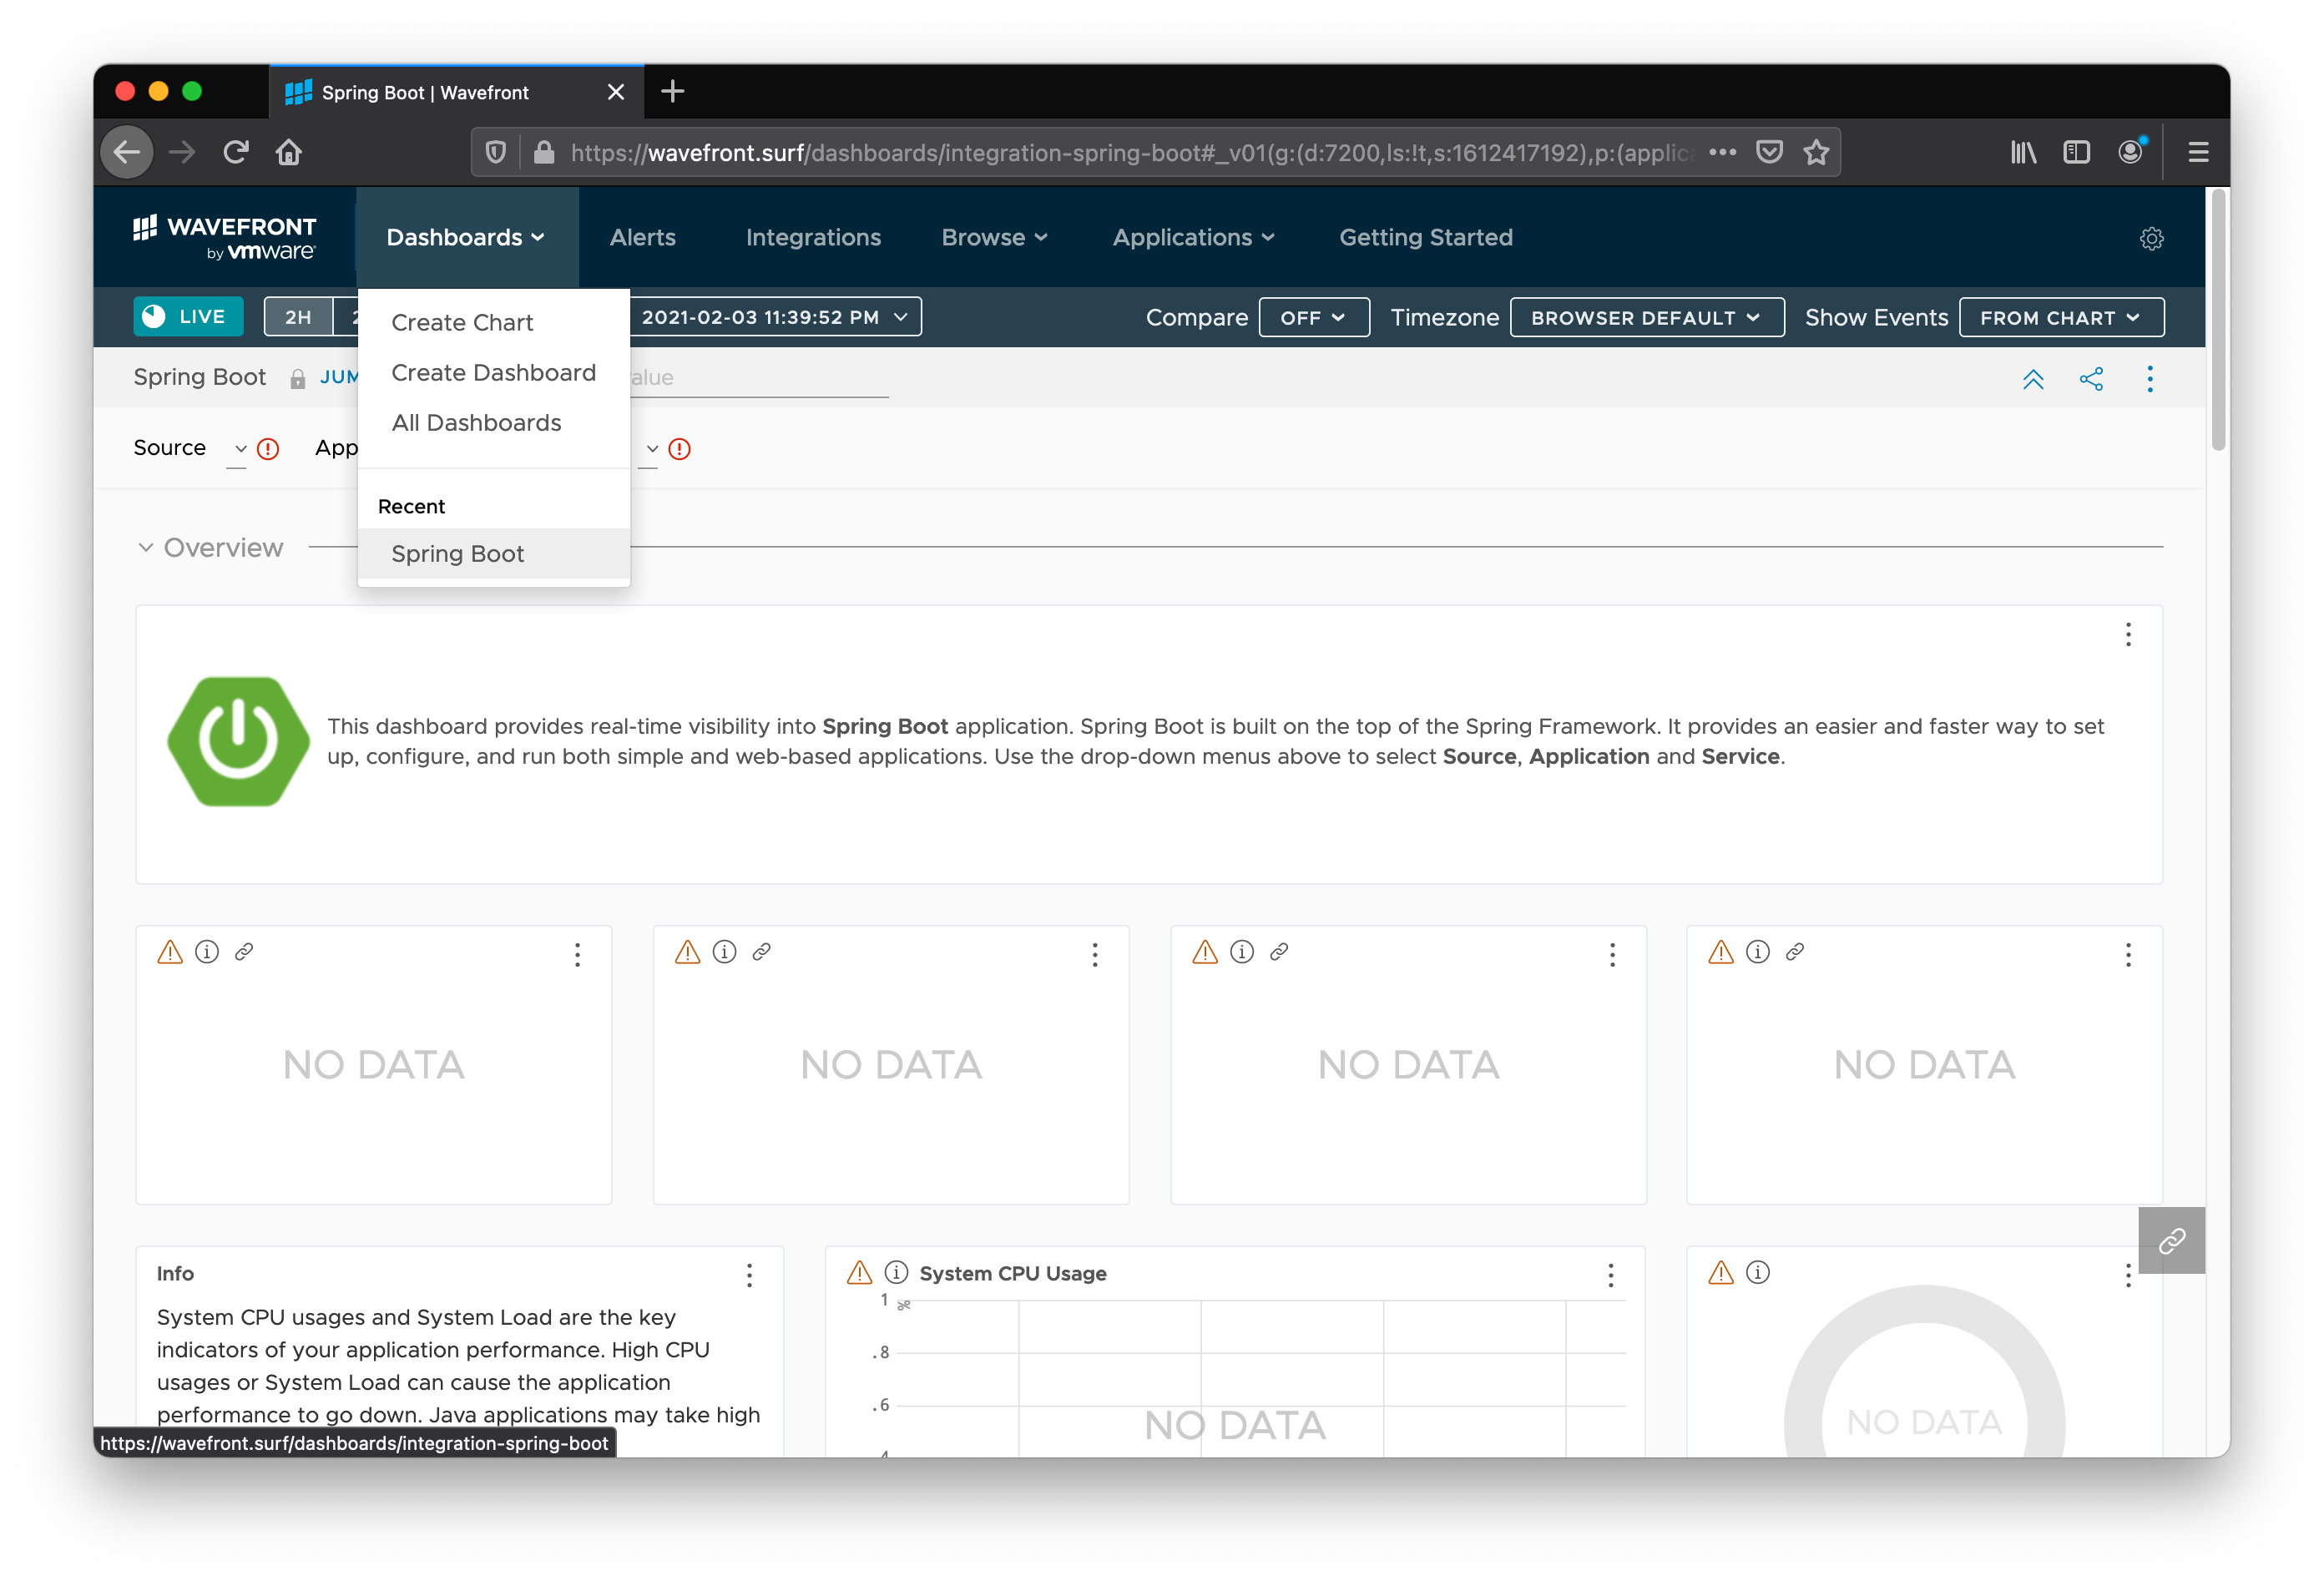 Spring Boot | Wavefront
https://wavefront.surf/dashboards/integration-spring-boot#_v01(g:(d:7200,ls:!t,s:1612417192),p:(applic
WAVEFRONT
by vmware
Dashboards
Alerts
Integrations
Browse
Applications
Getting Started
LIVE
2H
2021-02-03 11:39:52 PM
Compare
OFF
Timezone
BROWSER DEFAULT
Show Events
FROM CHART
Create Chart
Create Dashboard
All Dashboards
Recent
Spring Boot
Spring Boot
JUM
alue
Source
App
Overview
This dashboard provides real-time visibility into Spring Boot application. Spring Boot is built on the top of the Spring Framework. It provides an easier and faster way to set
up, configure, and run both simple and web-based applications. Use the drop-down menus above to select Source, Application and Service.
NO DATA
NO DATA
NO DATA
NO DATA
Info
System CPU usages and System Load are the key
indicators of your application performance. High CPU
usages or System Load can cause the application
performance to go down. Java applications may take high
System CPU Usage
1
.8
.6
.4
NO DATA
NO DATA
https://wavefront.surf/dashboards/integration-spring-boot